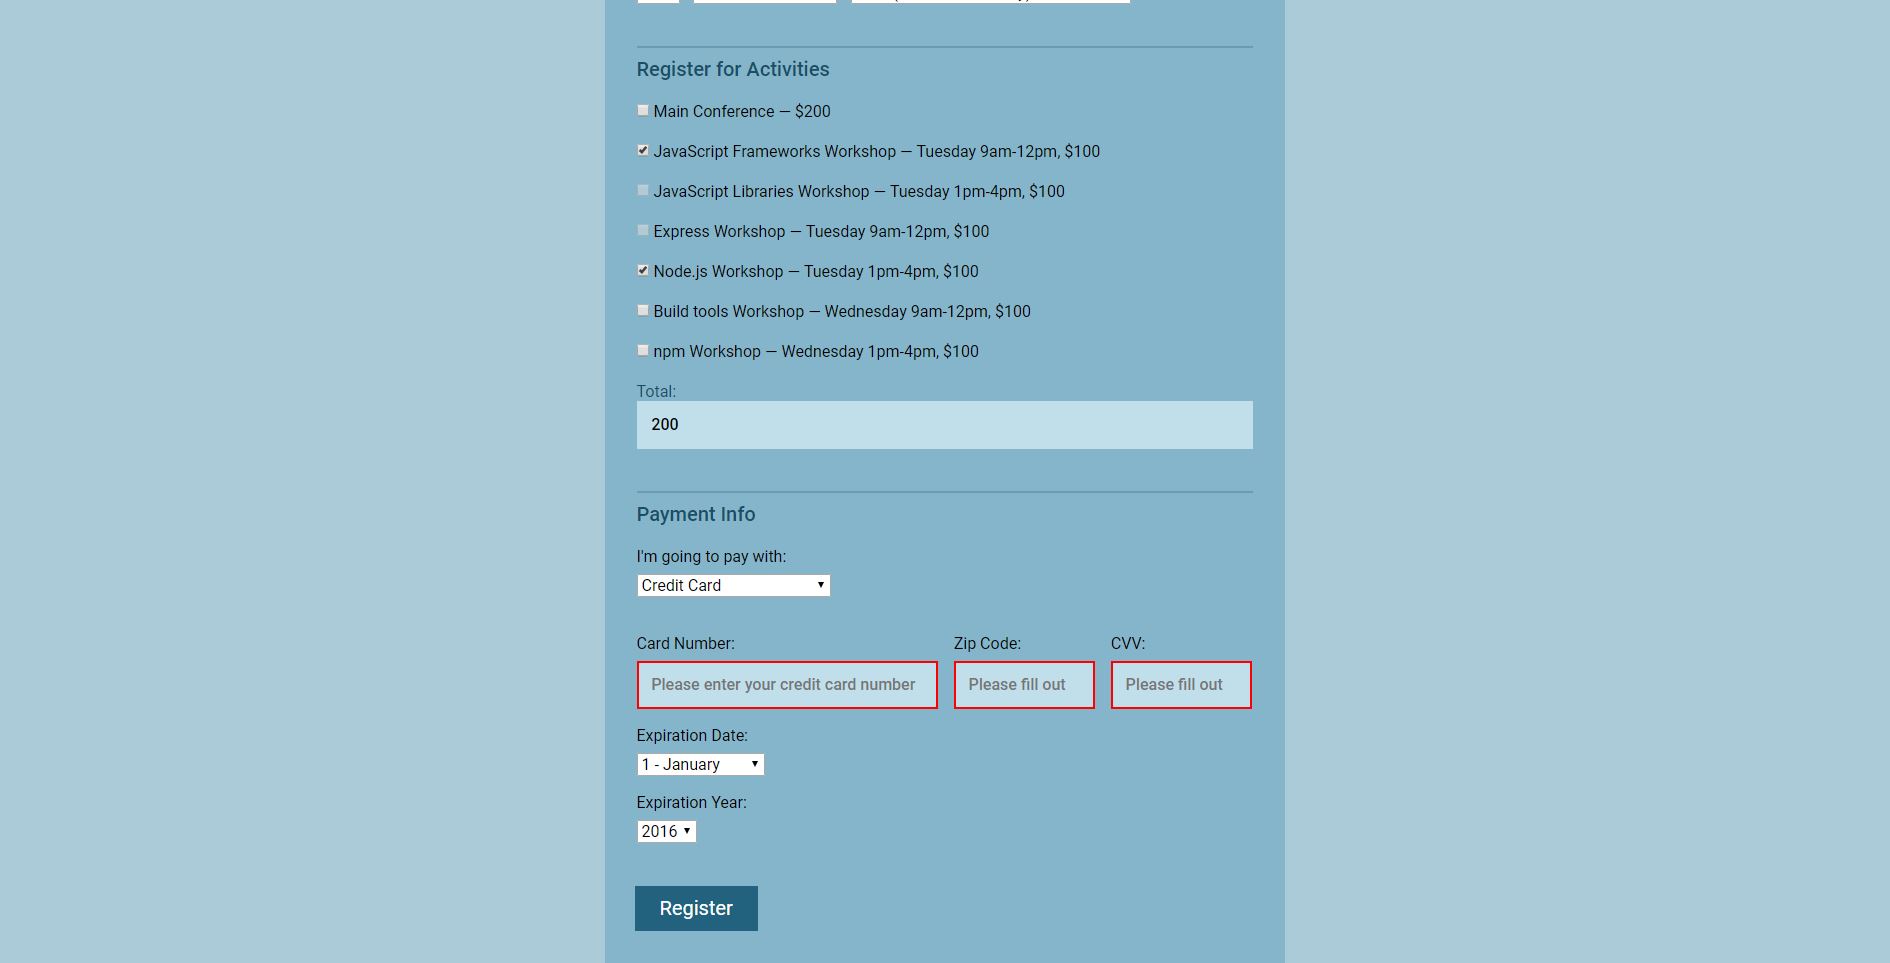 Register for Activities
Main Conference — $200
JavaScript Frameworks Workshop — Tuesday 9am-12pm, $100
JavaScript Libraries Workshop — Tuesday 1pm-4pm, $100
Express Workshop — Tuesday 9am-12pm, $100
Node.js Workshop — Tuesday 1pm-4pm, $100
Build tools Workshop — Wednesday 9am-12pm, $100
npm Workshop — Wednesday 1pm-4pm, $100
Total:
200
Payment Info
I'm going to pay with:
Credit Card
Card Number: Zip Code: CVV:
Please enter your credit card number Please fill out Please fill out
Expiration Date:
1 - January
Expiration Year:
2016
Register